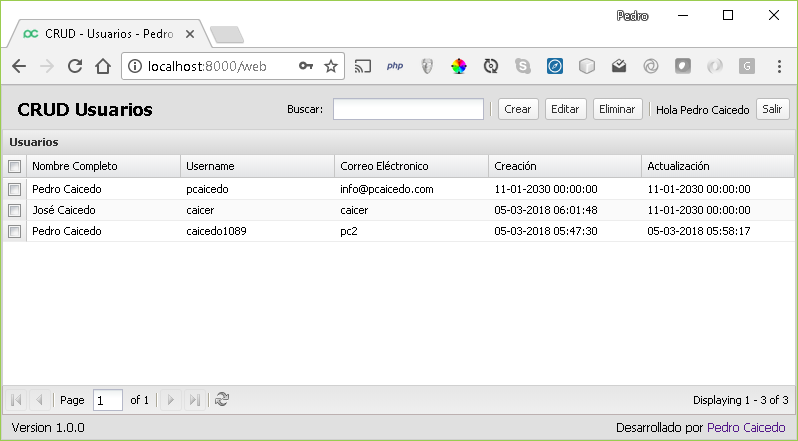 Pedro
CRUD - Usuarios - Pedro
localhost:8000/web php G
CRUD Usuarios Buscar: Crear Editar Eliminar Hola Pedro Caicedo Salir
Usuarios
Nombre Completo Username Correo Eléctronico Creación Actualización
Pedro Caicedo pcaicedo info@pcaicedo.com 11-01-2030 00:00:00 11-01-2030 00:00:00
José Caicedo caicer caicer 05-03-2018 06:01:48 11-01-2030 00:00:00
Pedro Caicedo caicedo1089 pc2 05-03-2018 05:47:30 05-03-2018 05:58:17
Page 1 of 1 Displaying 1 - 3 of 3
Version 1.0.0 Desarrollado por Pedro Caicedo